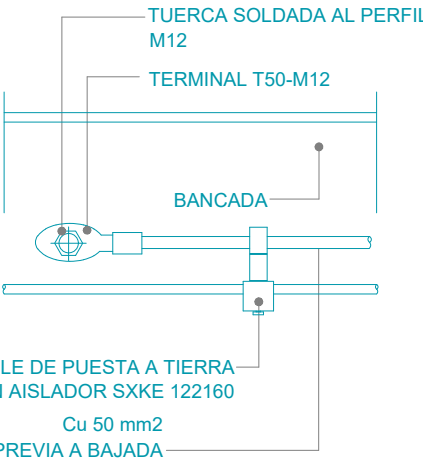 TUERCA SOLDADA AL PERFIL
M12
TERMINAL T50-M12
BANCADA
LE DE PUESTA A TIERRA
AISLADOR SXKE 122160
Cu 50 mm2
PREVIA A BAJADA